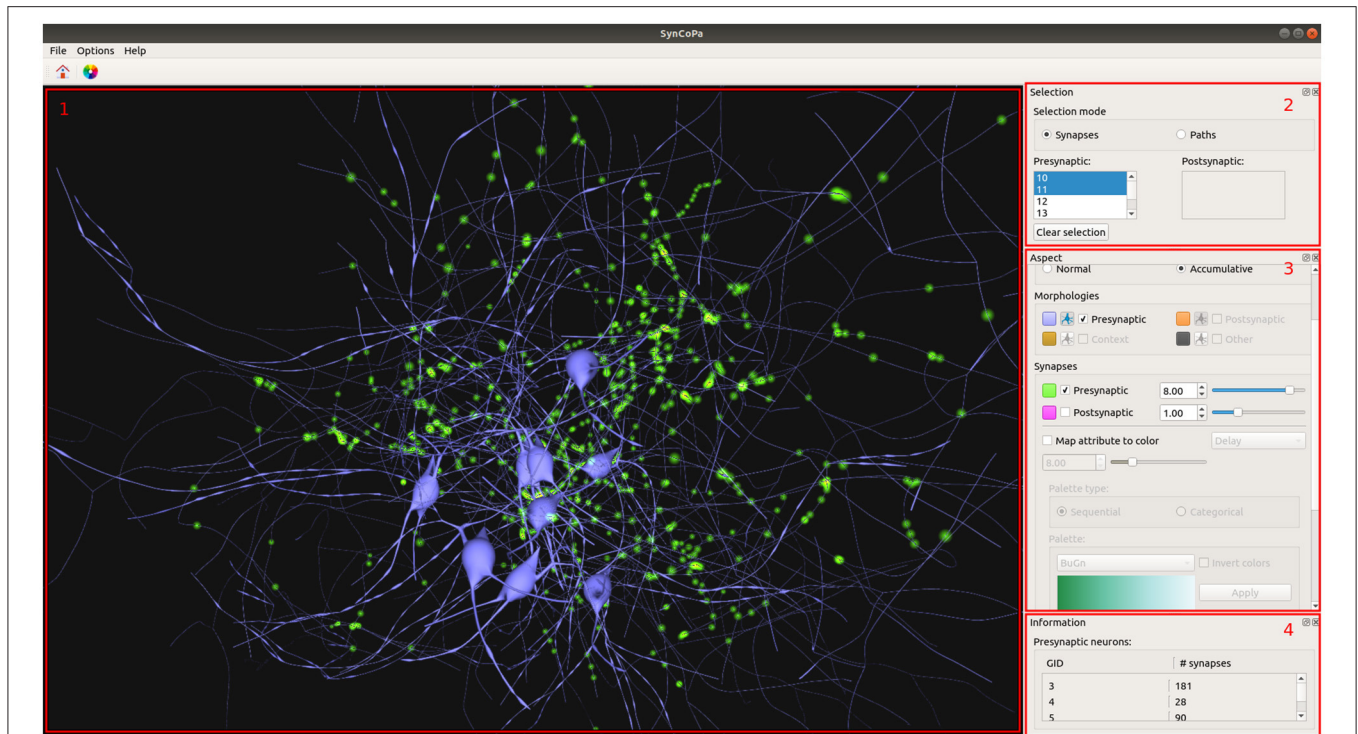 SynCoPa
File Options Help
1
Selection
2
Selection mode
Synapses Paths
Presynaptic: Postsynaptic:
10
11
12
13
Clear selection
Aspect
Normal Accumulative 3
Morphologies
Presynaptic Postsynaptic
Context Other
Synapses
Presynaptic 8.00
Postsynaptic 1.00
Map attribute to color Delay
8.00
Palette type:
Sequential Categorical
Palette:
BuGn Invert colors
Apply
Information
4
Presynaptic neurons:
GID # synapses
3 181
4 28
5 90